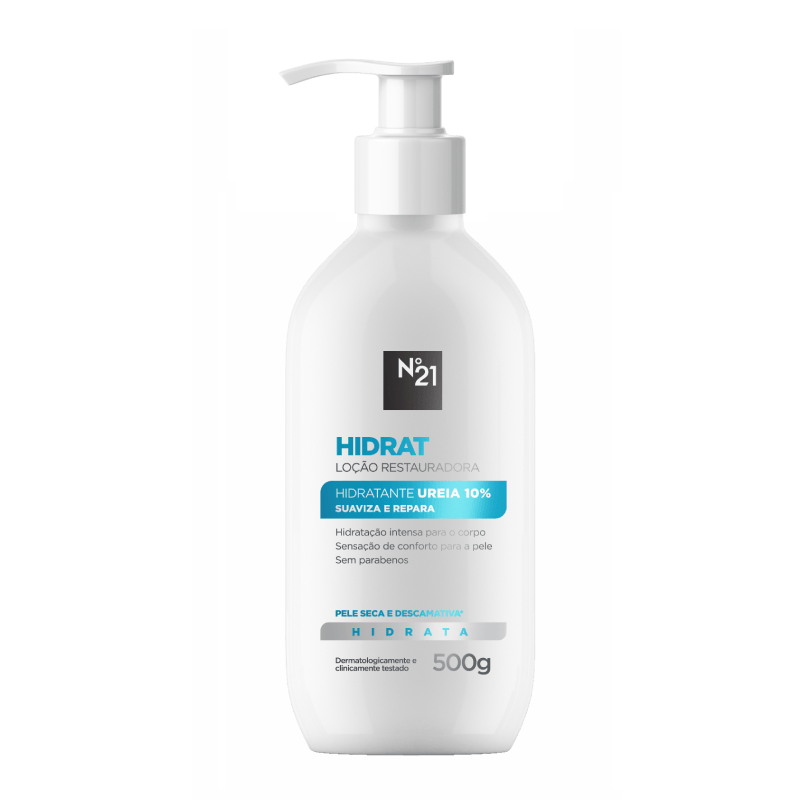 Nº21
HIDRAT
LOÇÃO RESTAURADORA
HIDRATANTE UREIA 10%
SUAVIZA E REPARA
Hidratação intensa para o corpo
Sensação de conforto para a pele
Sem parabenos
PELE SECA E DESCAMATIVA*
HIDRATA
Dermatologicamente e
clinicamente testado
500g